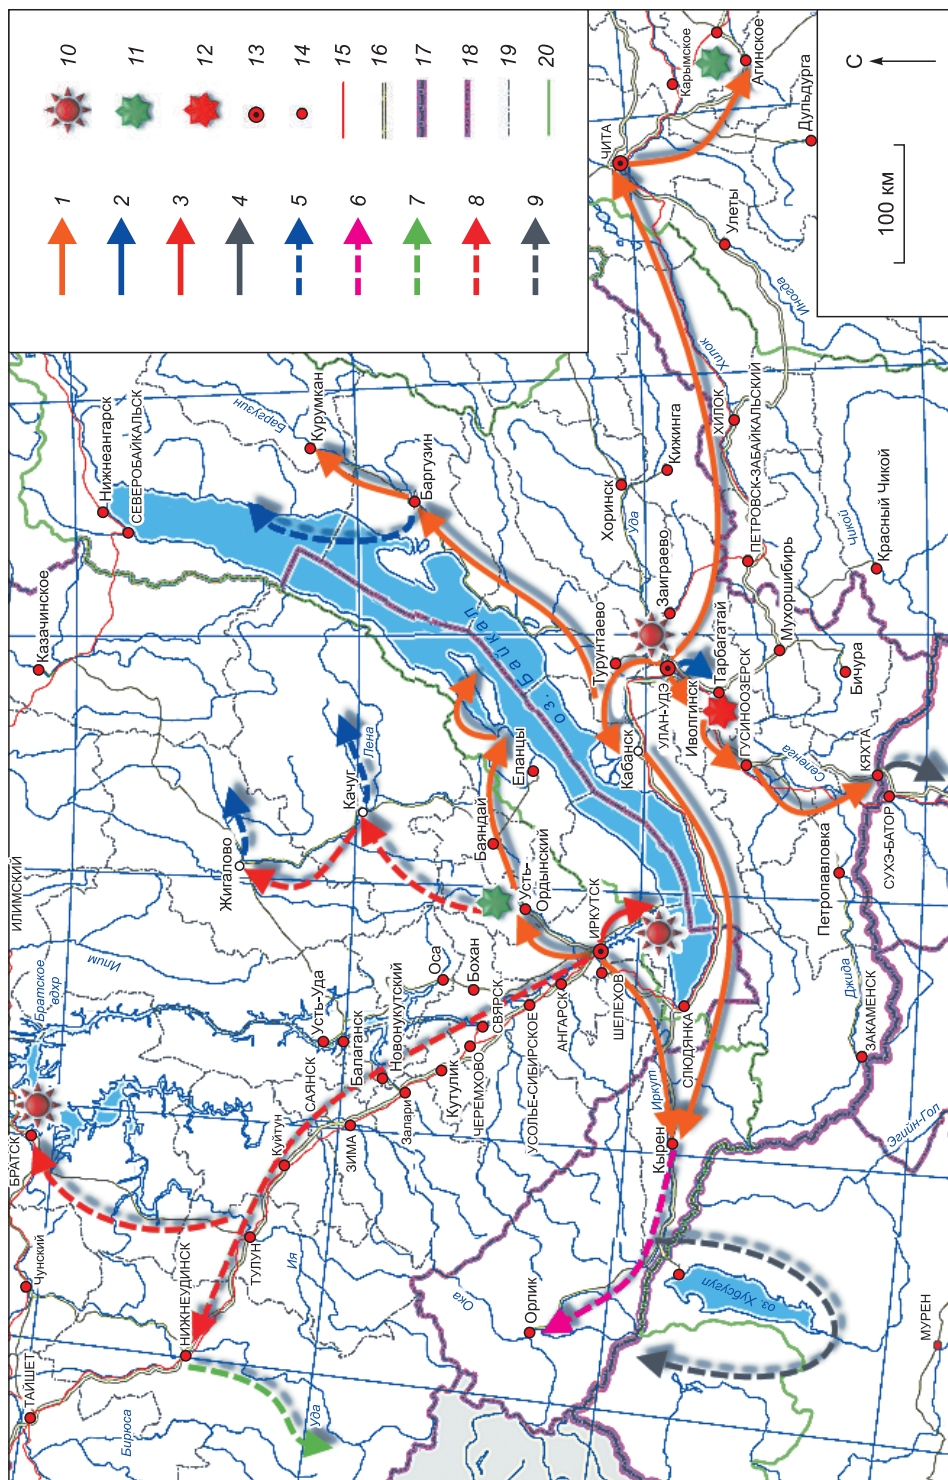 10
11
12
13
14
15
16
17
18
19
20
1
2
3
4
5
6
7
8
9
С
100 км
ЧИТА
Карымское
Агинское
Дульдурга
Улеты
Иногда
Хилок
ХИЛОК
ПЕТРОВСК-ЗАБАЙКАЛЬСКИЙ
Баргузин
Курумкан
Баргузин
Нижнеангарск
СЕВЕРОБАЙКАЛЬСК
Казачинское
Кижинга
Хоринск
Уда
Чикой
Красный Чикой
Заиграево
Турунтаево
Мухоршибирь
Тарбагатай
Бичура
УЛАН-УДЭ
Иволгинск
ГУСИНООЗЕРСК
Селенга
Кабанск
КЯХТА
СУХЭ-БАТОР
Петропавловка
Джида
ЗАКАМЕНСК
оз. Байкал
Лена
Качуг
Жигалово
Еланцы
Баяндай
Усть-
Ордынский
ИРКУТСК
ШЕЛЕХОВ
АНГАРСК
УСОЛЬЕ-СИБИРСКОЕ
СВЯРСК
ЧЕРЕМХОВО
Кутулик
Залари
Новонукутский
Бохан
Оса
Усть-Уда
Балаганск
САЯНСК
ЗИМА
Куйтун
ТУЛУН
ИЛИМСКИЙ
Илим
Братское
вдхр
БРАТСК
Чунский
ТАЙШЕТ
НИЖНЕУДИНСК
Бирюса
Уда
Ия
Ока
Орлик
СЛЮДЯНКА
Иркут
Кырен
Эгийн-Гол
оз. Хубсугул
МУРЕН